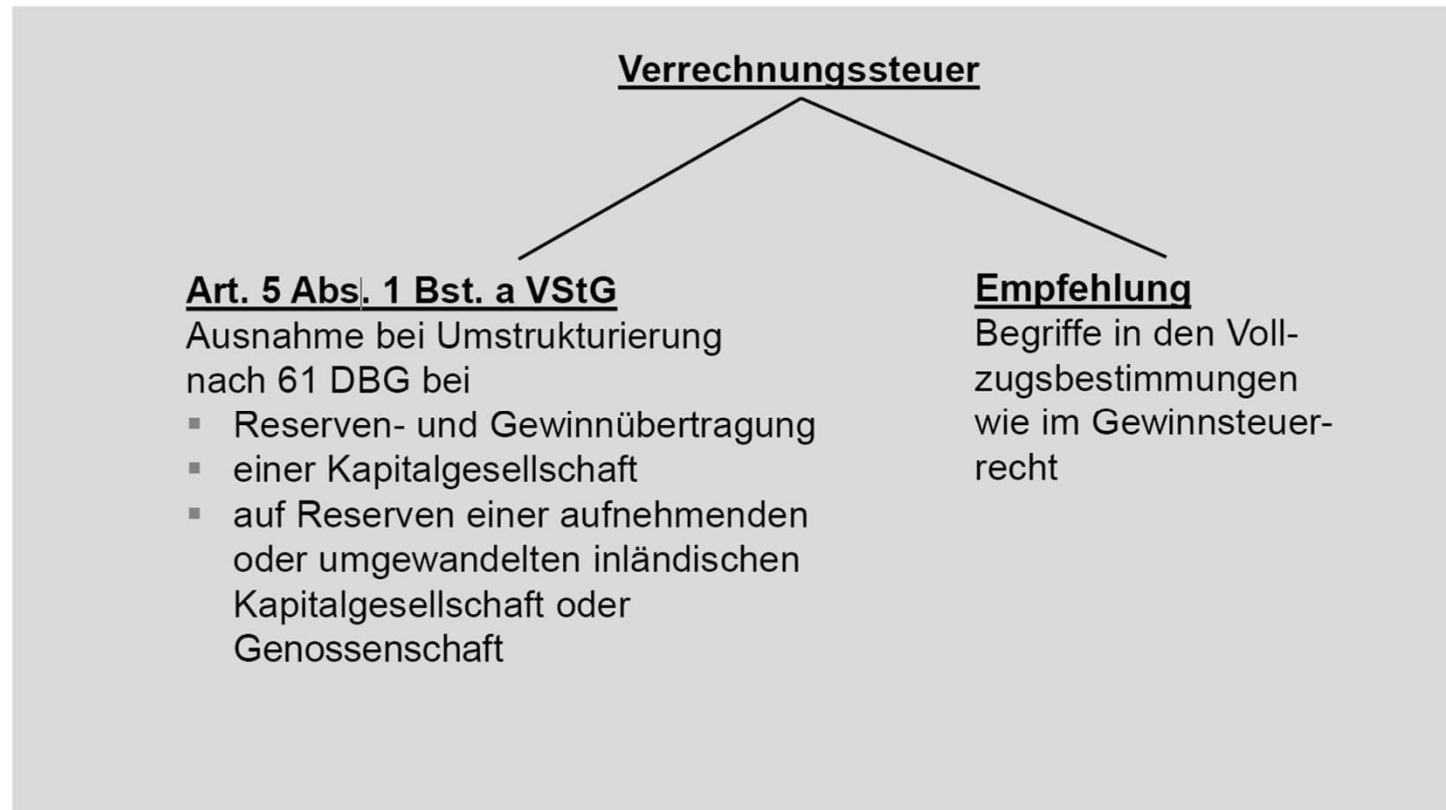 Verrechnungssteuer
Art. 5 Abs. 1 Bst. a VStG
Ausnahme bei Umstrukturierung
nach 61 DBG bei
▪ Reserven- und Gewinnübertragung
▪ einer Kapitalgesellschaft
▪ auf Reserven einer aufnehmenden
oder umgewandelten inländischen
Kapitalgesellschaft oder
Genossenschaft
Empfehlung
Begriffe in den Voll-
zugsbestimmungen
wie im Gewinnsteuer-
recht